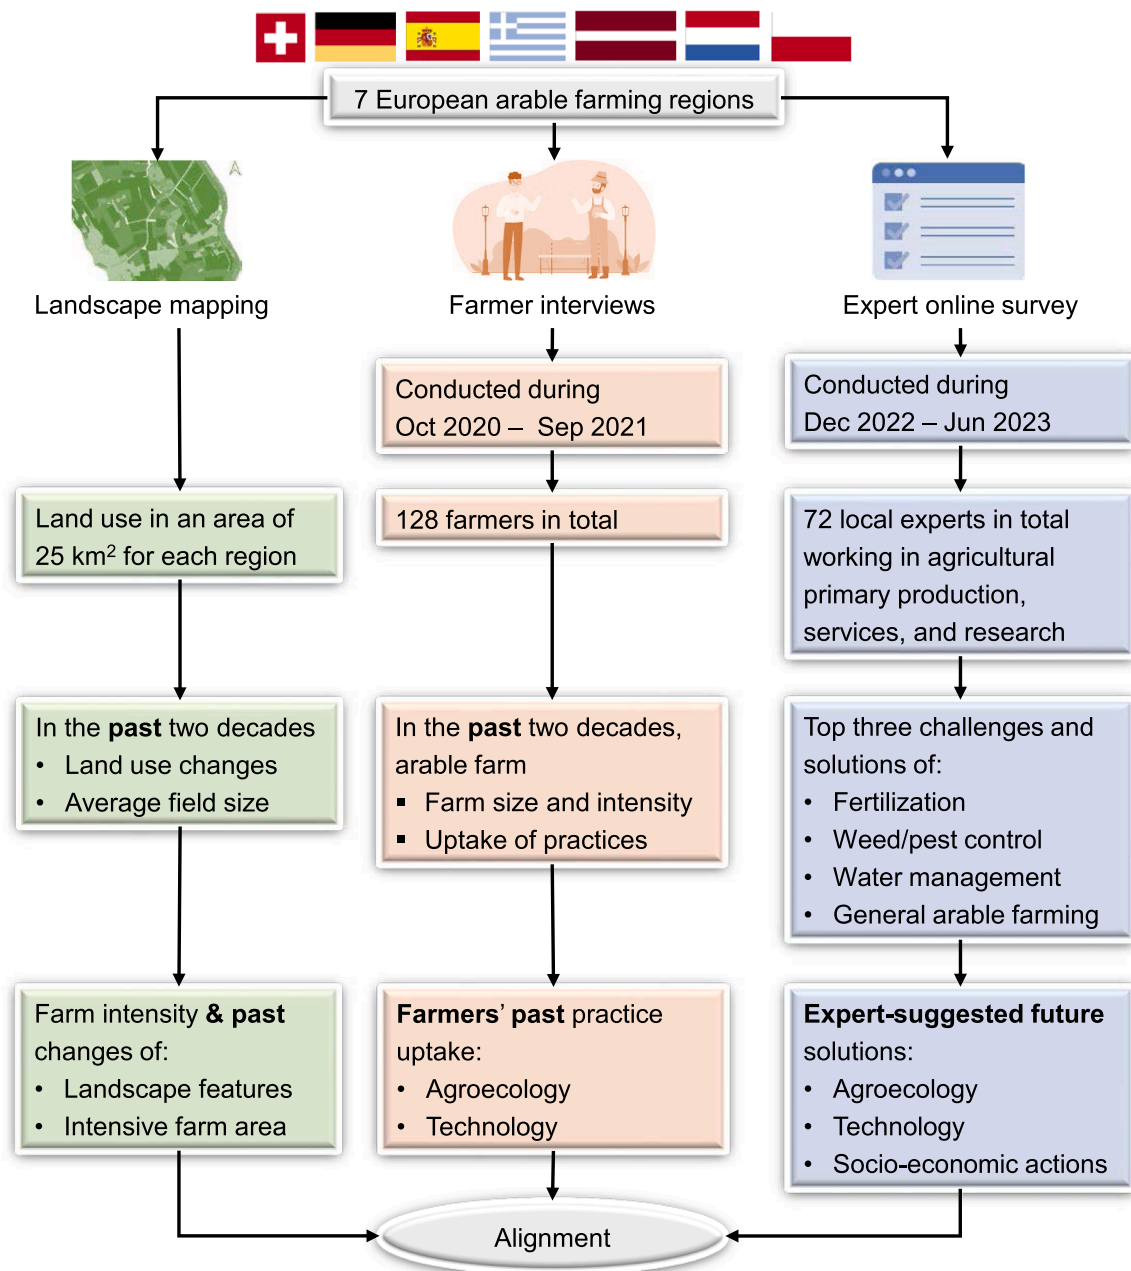 7 European arable farming regions
Landscape mapping
Land use in an area of
25 km² for each region
In the past two decades
• Land use changes
• Average field size
Farm intensity & past
changes of:
• Landscape features
• Intensive farm area
Farmer interviews
Conducted during
Oct 2020 – Sep 2021
128 farmers in total
In the past two decades,
arable farm
▪ Farm size and intensity
▪ Uptake of practices
Farmers' past practice
uptake:
• Agroecology
• Technology
Expert online survey
Conducted during
Dec 2022 – Jun 2023
72 local experts in total
working in agricultural
primary production,
services, and research
Top three challenges and
solutions of:
• Fertilization
• Weed/pest control
• Water management
• General arable farming
Expert-suggested future
solutions:
• Agroecology
• Technology
• Socio-economic actions
Alignment